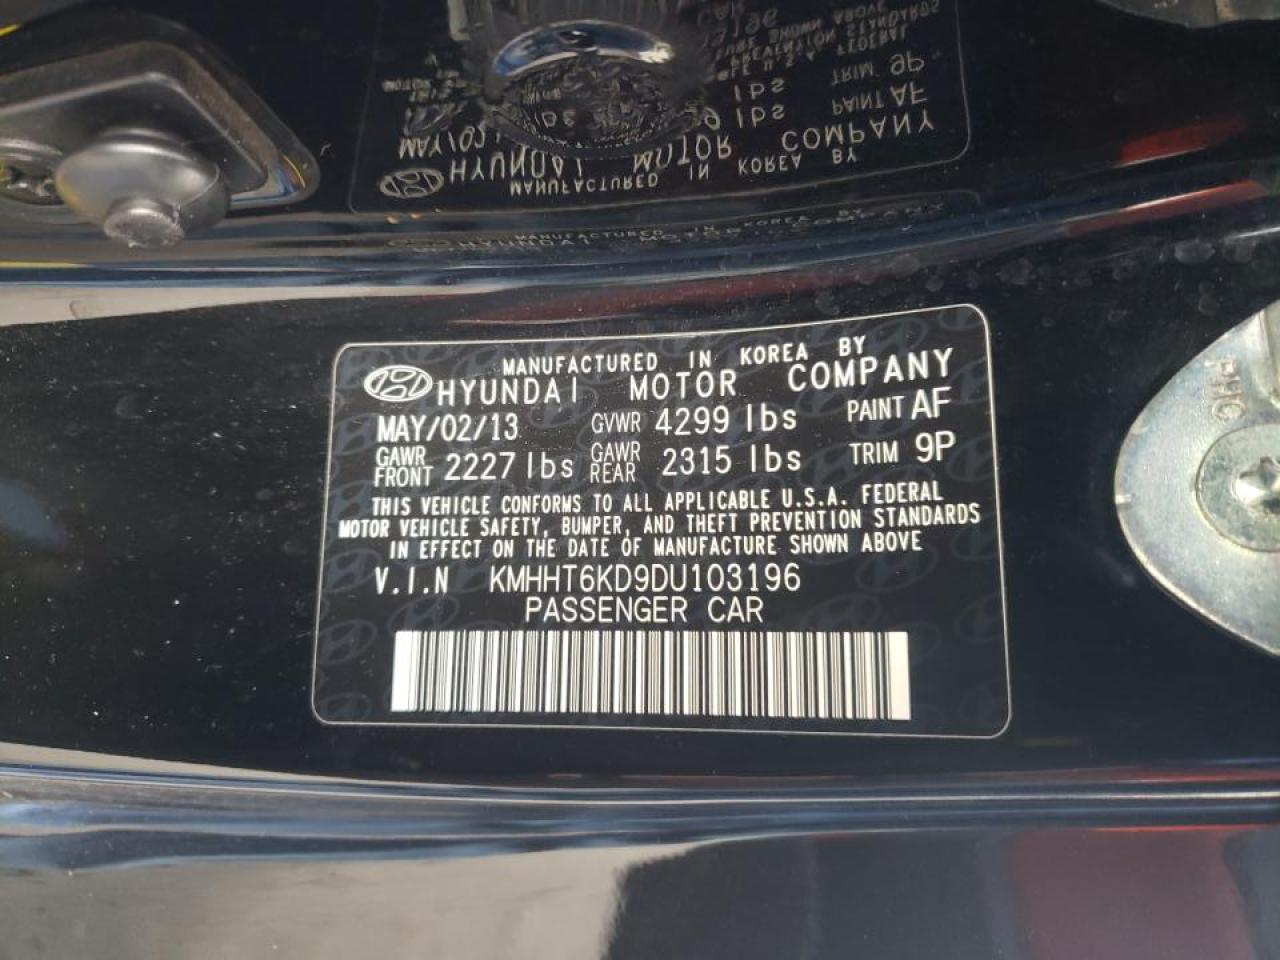 MANUFACTURED IN KOREA BY
HYUNDAI MOTOR COMPANY
MAY/02/13 GVWR 4299 lbs PAINT AF
GAWR FRONT 2227 lbs GAWR REAR 2315 lbs TRIM 9P
THIS VEHICLE CONFORMS TO ALL APPLICABLE U.S.A. FEDERAL
MOTOR VEHICLE SAFETY, BUMPER, AND THEFT PREVENTION STANDARDS
IN EFFECT ON THE DATE OF MANUFACTURE SHOWN ABOVE
V.I.N KMHHT6KD9DU103196
PASSENGER CAR